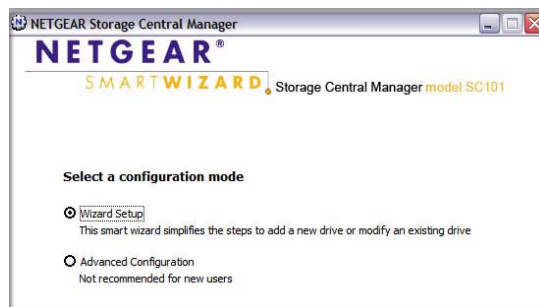 NETGEAR Storage Central Manager
NETGEAR®
SMARTWIZARD Storage Central Manager model SC101
Select a configuration mode
Wizard Setup
This smart wizard simplifies the steps to add a new drive or modify an existing drive
Advanced Configuration
Not recommended for new users